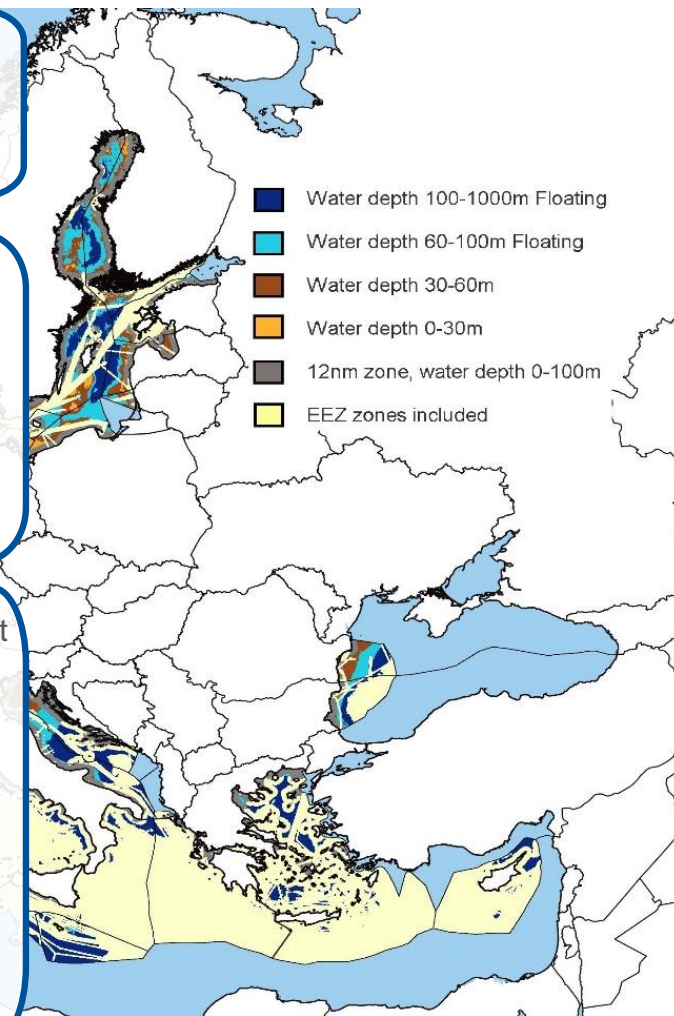 Water depth 100-1000m Floating
Water depth 60-100m Floating
Water depth 30-60m
Water depth 0-30m
12nm zone, water depth 0-100m
EEZ zones included
t